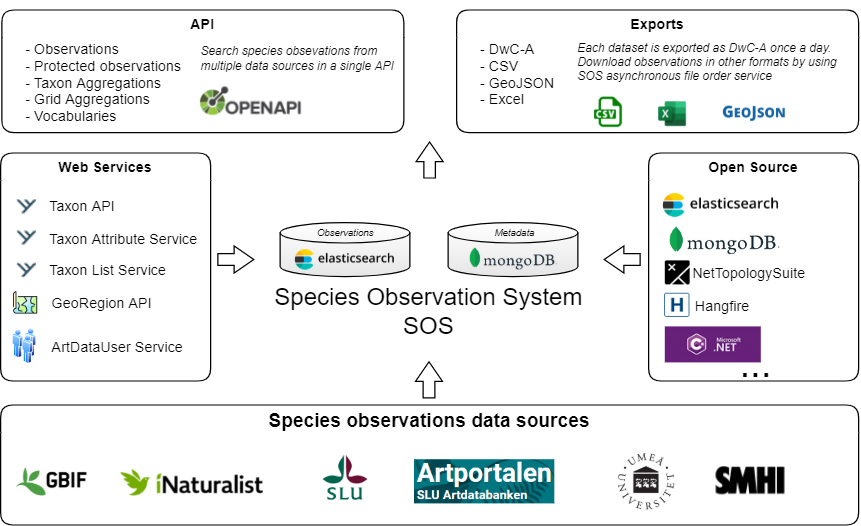 API
- Observations
- Protected observations
- Taxon Aggregations
- Grid Aggregations
- Vocabularies
Search species obsevations from
multiple data sources in a single API
OPENAPI
Exports
- DwC-A
- CSV
- GeoJSON
- Excel
Each dataset is exported as DwC-A once a day.
Download observations in other formats by using
SOS asynchronous file order service
CSV
X
GEOJSON
Web Services
Taxon API
Taxon Attribute Service
Taxon List Service
GeoRegion API
ArtDataUser Service
Observations
elasticsearch
Metadata
mongoDB
Species Observation System
SOS
Open Source
elasticsearch
mongoDB
NetTopologySuite
H Hangfire
C# Microsoft
.NET
...
Species observations data sources
GBIF
iNaturalist
SLU
Artportalen
SLU Artdatabanken
UMEÅ
UNIVERSITET
SMHI